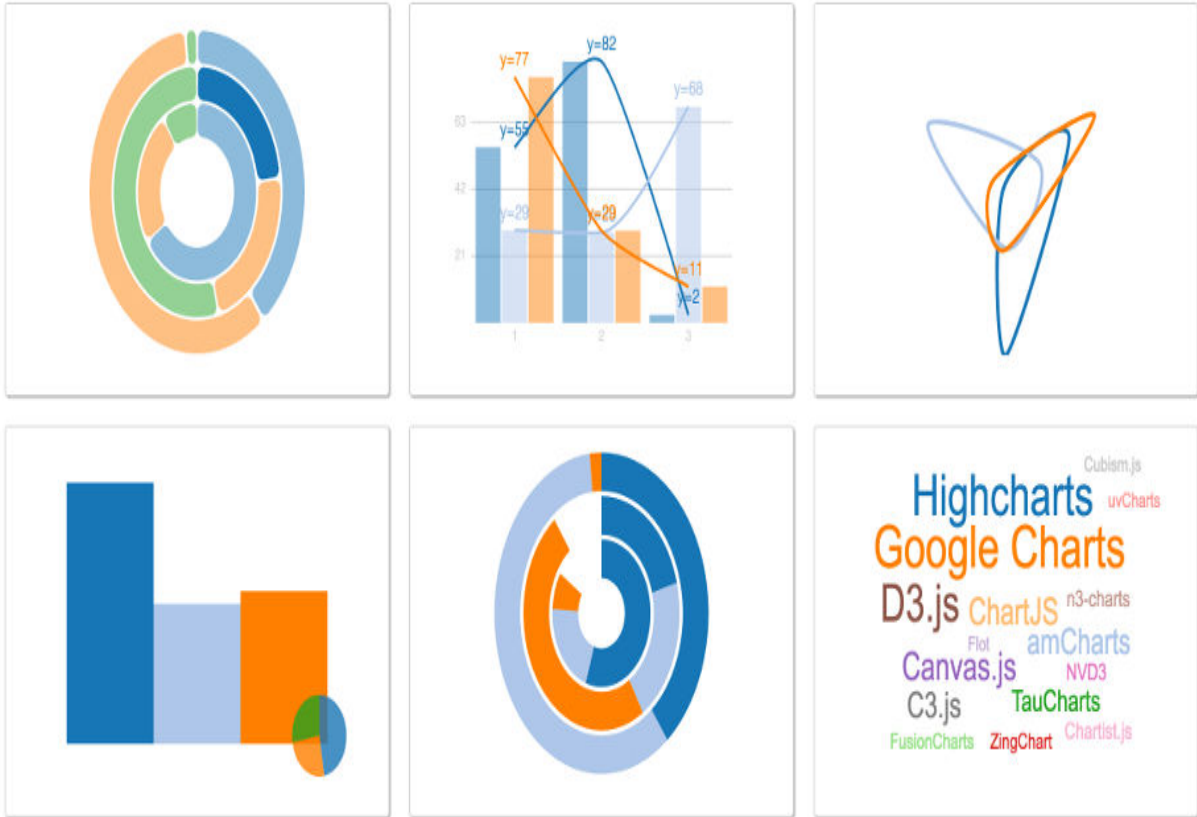 y=82
y=77
y=68
63
y=55
42
y=29
y=29
21
y=11
y=2
1 2 3
Cubism.js
Highcharts uvCharts
Google Charts
D3.js ChartJS n3-charts
Flot amCharts
Canvas.js NVD3
C3.js TauCharts
Chartist.js
FusionCharts ZingChart